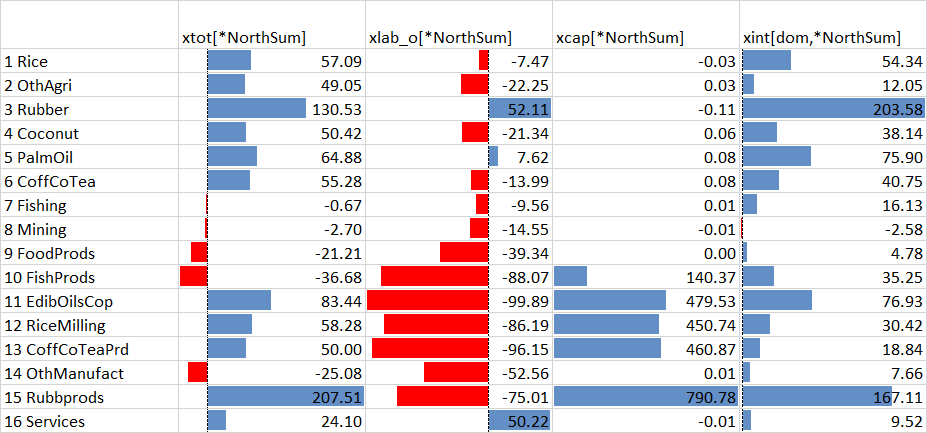 xtot[*NorthSum] xlab_o[*NorthSum] xcap[*NorthSum] xint[dom,*NorthSum]
1 Rice 57.09 -7.47 -0.03 54.34
2 OthAgri 49.05 -22.25 0.03 12.05
3 Rubber 130.53 52.11 -0.11 203.58
4 Coconut 50.42 -21.34 0.06 38.14
5 PalmOil 64.88 7.62 0.08 75.90
6 CoffCoTea 55.28 -13.99 0.08 40.75
7 Fishing -0.67 -9.56 0.01 16.13
8 Mining -2.70 -14.55 -0.01 -2.58
9 FoodProds -21.21 -39.34 0.00 4.78
10 FishProds -36.68 -88.07 140.37 35.25
11 EdibOilsCop 83.44 -99.89 479.53 76.93
12 RiceMilling 58.28 -86.19 450.74 30.42
13 CoffCoTeaPrd 50.00 -96.15 460.87 18.84
14 OthManufact -25.08 -52.56 0.01 7.66
15 Rubbprods 207.51 -75.01 790.78 167.11
16 Services 24.10 50.22 -0.01 9.52